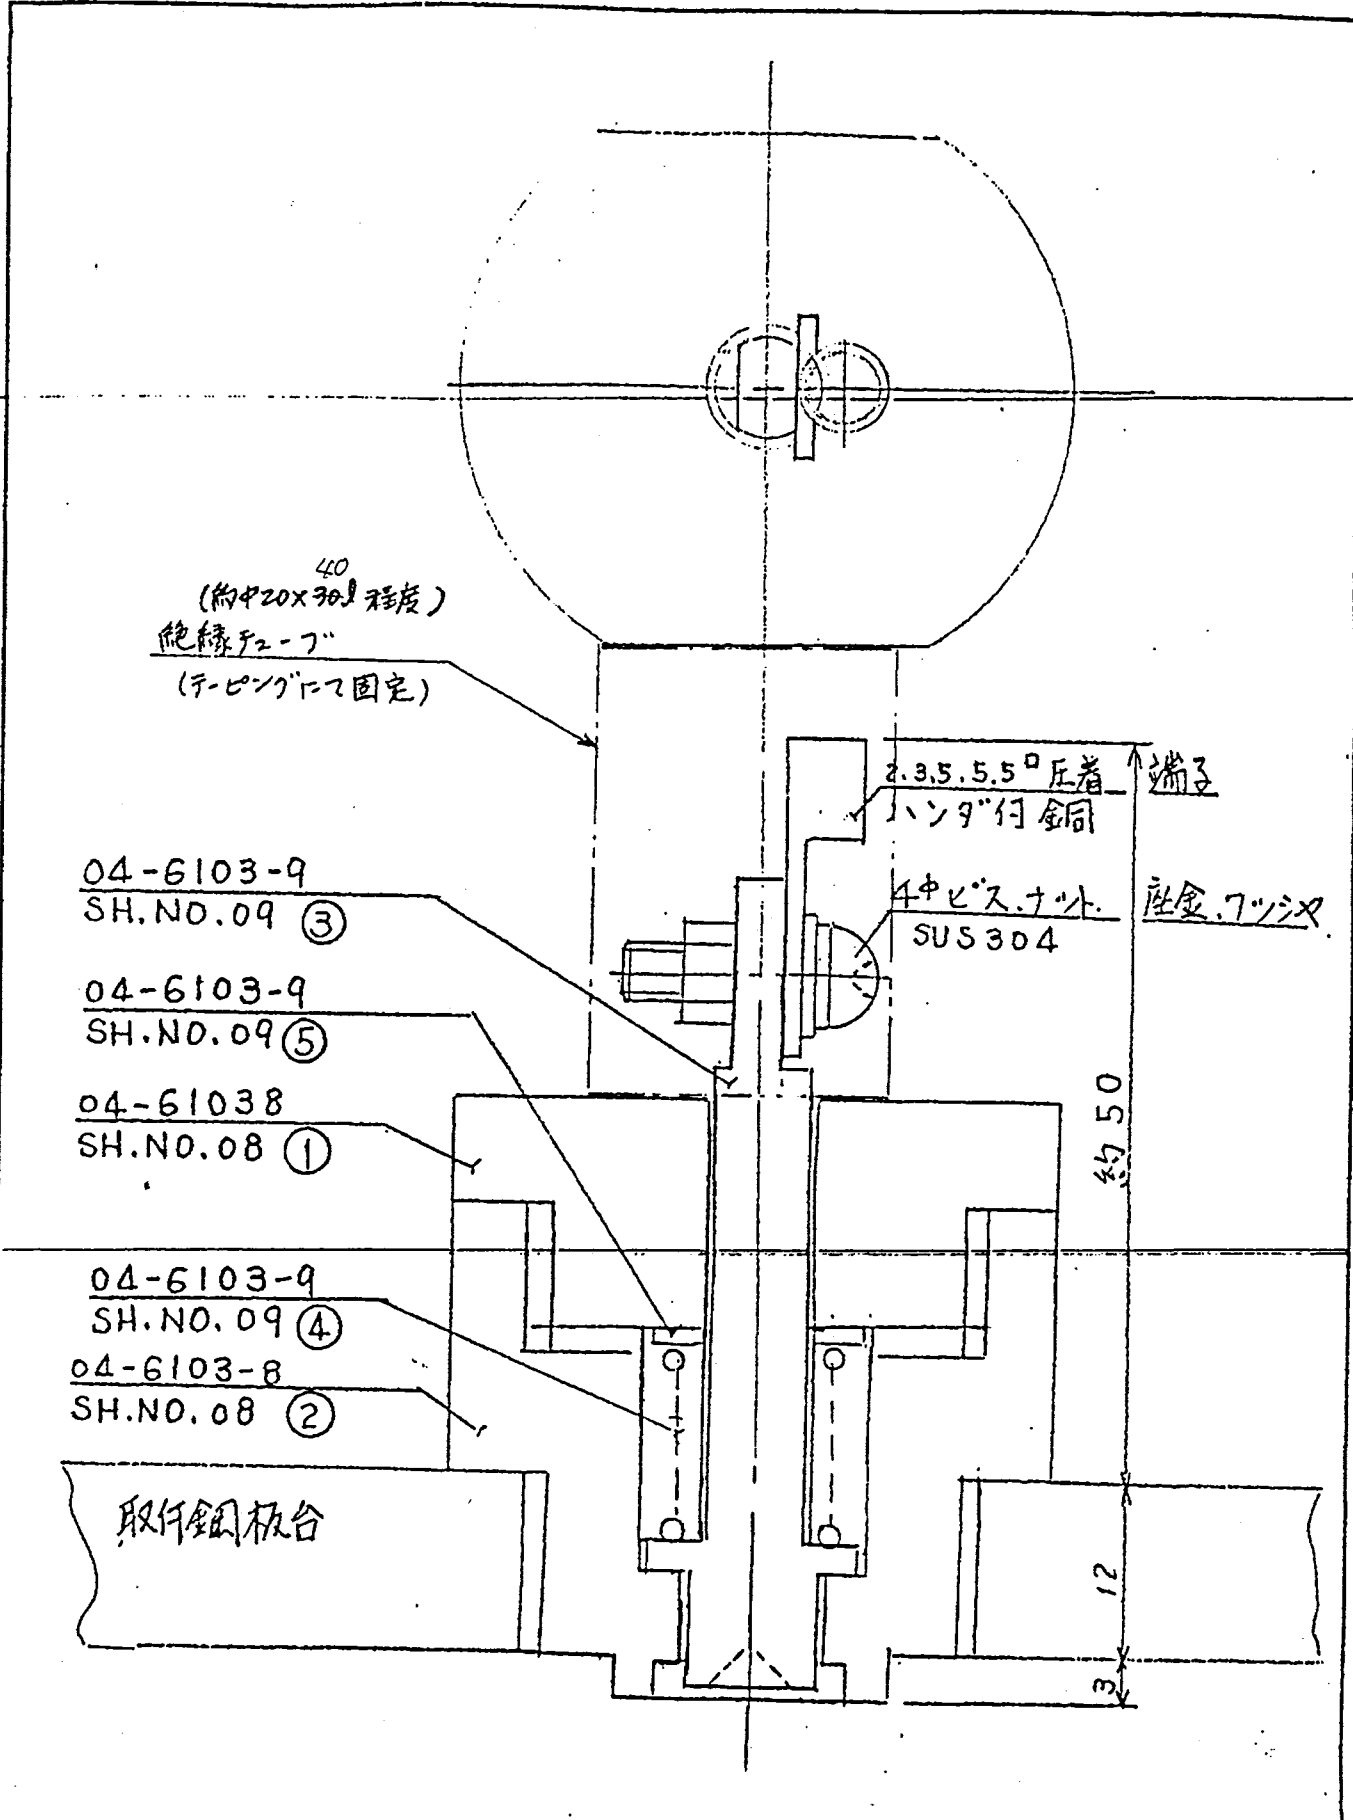 40
(約φ20×30l 程度)
絶縁チューブ
(テーピングにて固定)
2.3.5.5.5□圧着 端子
ハンダ付 銅
04-6103-9
SH.NO.09 ③
4φビス.ナット. 座金.ワッシャ
SUS304
04-6103-9
SH.NO.09 ⑤
04-61038
SH.NO.08 ①
約50
04-6103-9
SH.NO.09 ④
04-6103-8
SH.NO.08 ②
取付鋼板台
12
3